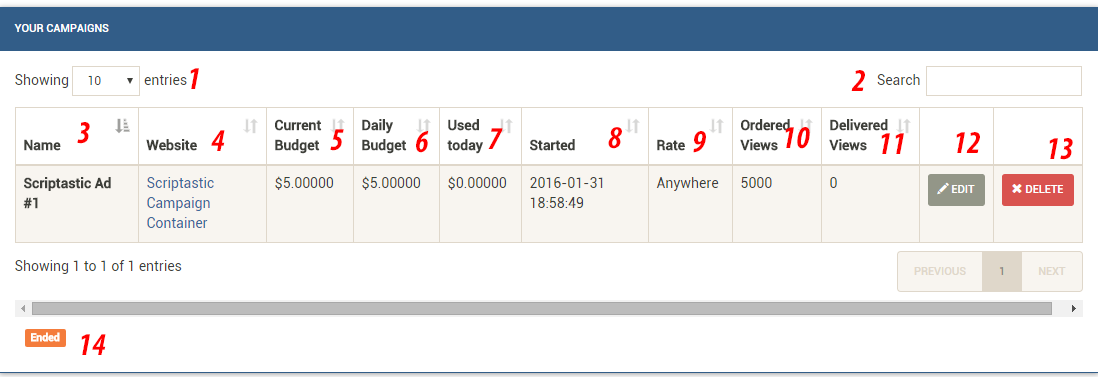 YOUR CAMPAIGNS
Showing 10 entries 1 2 Search
Name 3 Website 4 Current Budget 5 Daily Budget 6 Used today 7 Started 8 Rate 9 Ordered Views 10 Delivered Views 11 12 13
Scriptastic Ad #1 Scriptastic Campaign Container $5.00000 $5.00000 $0.00000 2016-01-31 18:58:49 Anywhere 5000 0 EDIT DELETE
Showing 1 to 1 of 1 entries PREVIOUS 1 NEXT
Ended 14